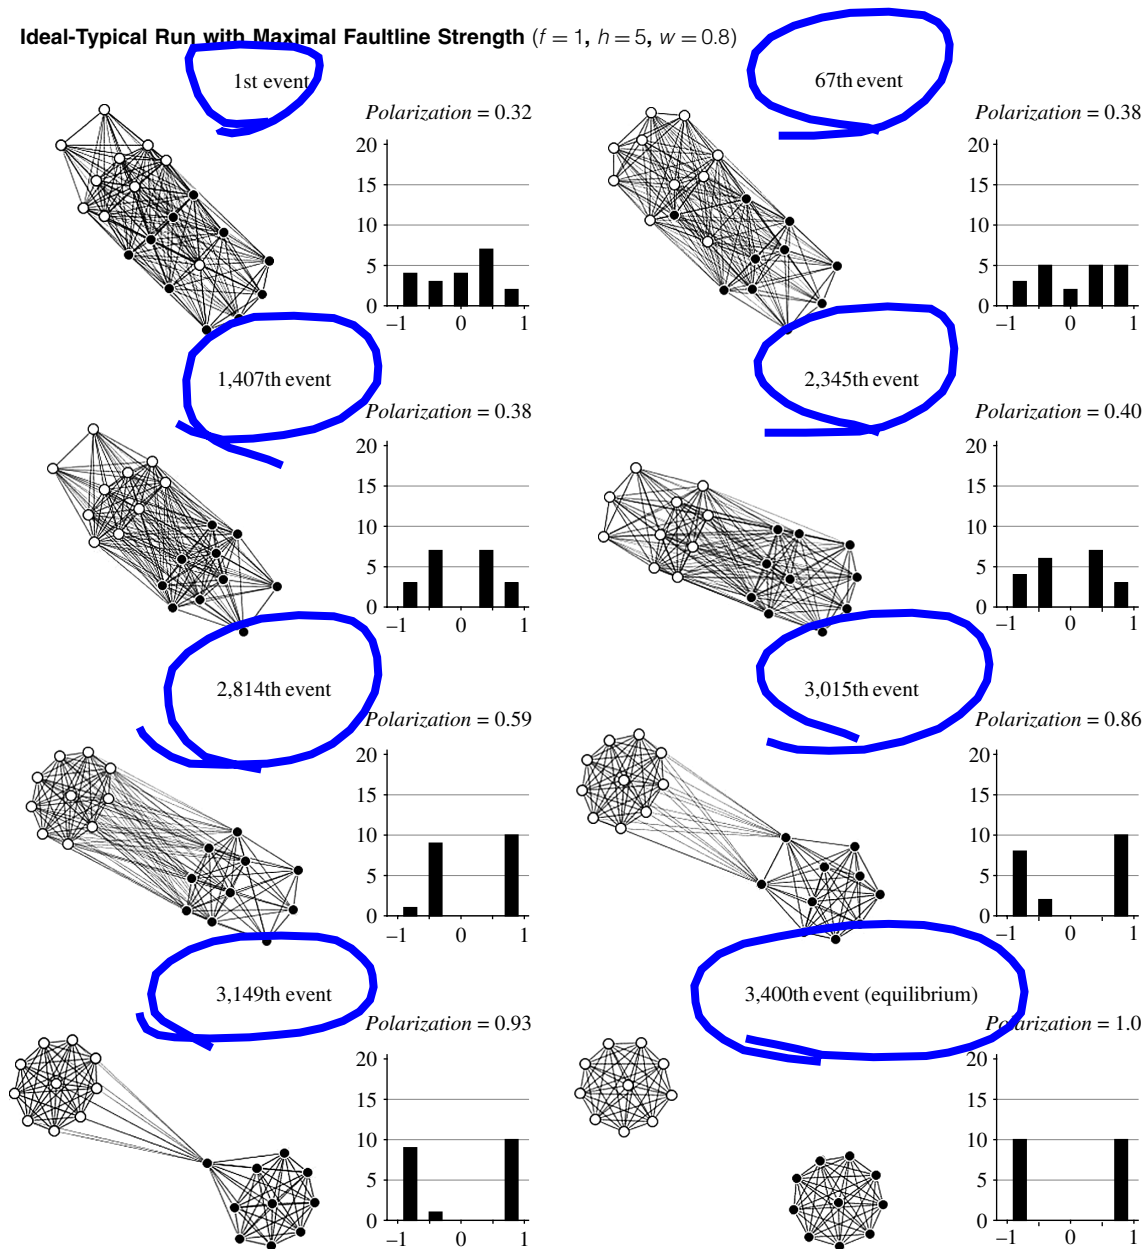 Ideal-Typical Run with Maximal Faultline Strength (f = 1, h = 5, w = 0.8)
1st event
Polarization = 0.32
20
15
10
5
0
−1 0 1
67th event
Polarization = 0.38
20
15
10
5
0
−1 0 1
1,407th event
Polarization = 0.38
20
15
10
5
0
−1 0 1
2,345th event
Polarization = 0.40
20
15
10
5
0
−1 0 1
2,814th event
Polarization = 0.59
20
15
10
5
0
−1 0 1
3,015th event
Polarization = 0.86
20
15
10
5
0
−1 0 1
3,149th event
Polarization = 0.93
20
15
10
5
0
−1 0 1
3,400th event (equilibrium)
Polarization = 1.0
20
15
10
5
0
−1 0 1